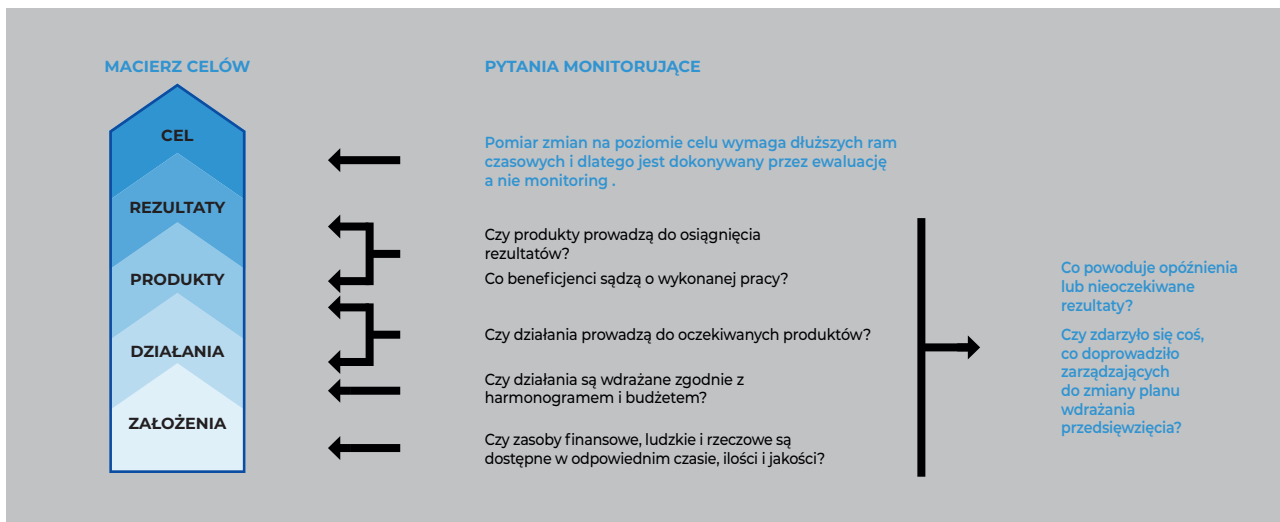 MACIERZ CELÓW
CEL
REZULTATY
PRODUKTY
DZIAŁANIA
ZAŁOŻENIA
PYTANIA MONITORUJĄCE
Pomiar zmian na poziomie celu wymaga dłuższych ram
czasowych i dlatego jest dokonywany przez ewaluację
a nie monitoring .
Czy produkty prowadzą do osiągnięcia
rezultatów?
Co beneficjenci sądzą o wykonanej pracy?
Czy działania prowadzą do oczekiwanych produktów?
Czy działania są wdrażane zgodnie z
harmonogramem i budżetem?
Czy zasoby finansowe, ludzkie i rzeczowe są
dostępne w odpowiednim czasie, ilości i jakości?
Co powoduje opóźnienia
lub nieoczekiwane
rezultaty?
Czy zdarzyło się coś,
co doprowadziło
zarządzających
do zmiany planu
wdrażania
przedsięwzięcia?